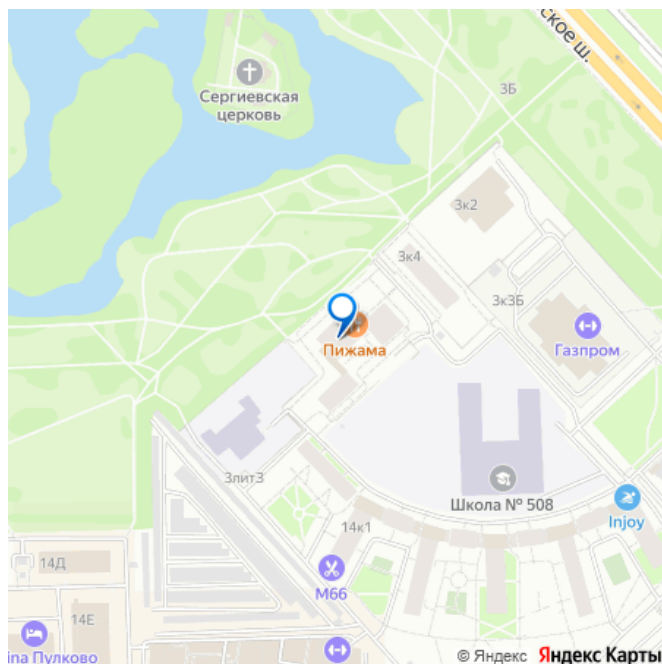 ское ш.
3Б
Сергиевская
церковь
3к2
3к4
3к3Б
Пижама
Газпром
3лит3
Школа № 508
14к1
Injoy
14Д
М66
14Е
ina Пулково
© Яндекс Яндекс Карты